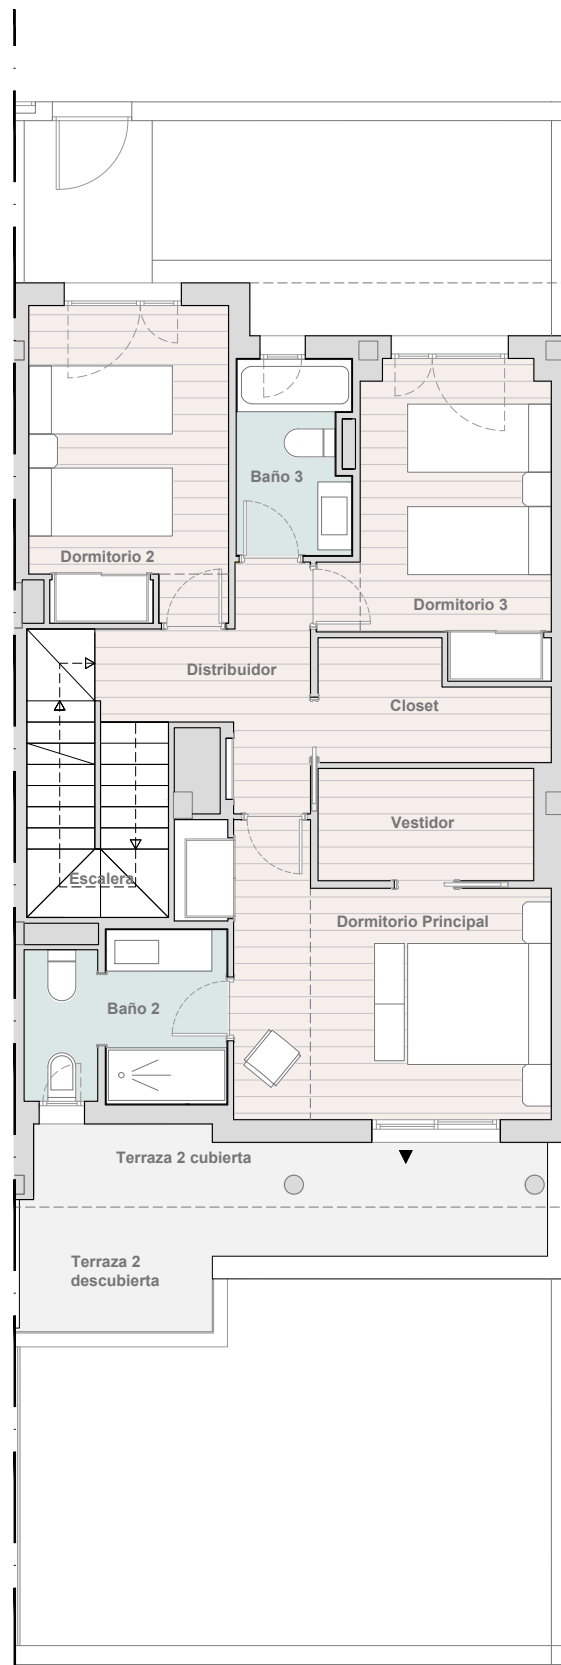 Baño 3
Dormitorio 2
Dormitorio 3
Distribuidor
Closet
Vestidor
Escalera
Dormitorio Principal
Baño 2
Terraza 2 cubierta
Terraza 2
descubierta